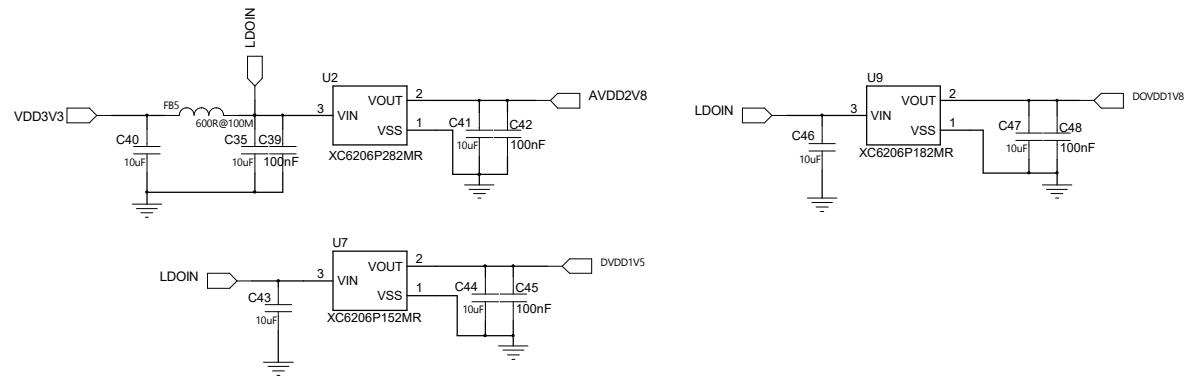 LDOIN
VDD3V3
FB5
600R@100M
C40
10uF
C35
10uF
C39
100nF
U2
3
VIN
VOUT
2
VSS
1
XC6206P282MR
C41
10uF
C42
100nF
AVDD2V8
LDOIN
C46
10uF
U9
3
VIN
VOUT
2
VSS
1
XC6206P182MR
C47
10uF
C48
100nF
DOVDD1V8
LDOIN
C43
10uF
U7
3
VIN
VOUT
2
VSS
1
XC6206P152MR
C44
10uF
C45
100nF
DVDD1V5